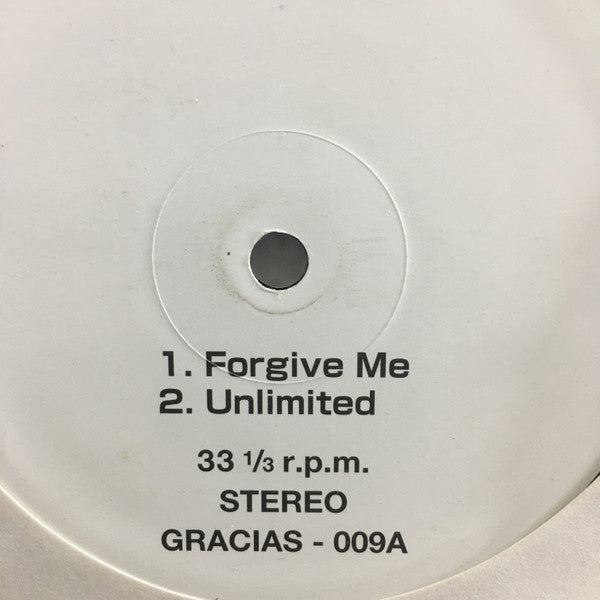 1. Forgive Me
2. Unlimited
33 1/3 r.p.m.
STEREO
GRACIAS - 009A